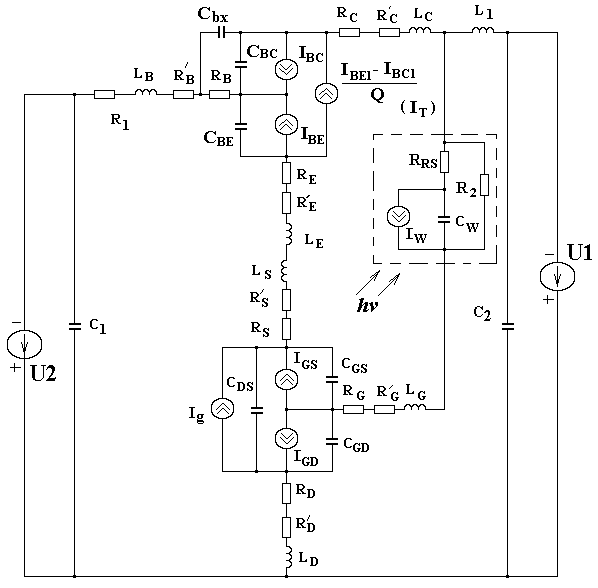 C_bx
R_C R′_C L_C L1
C_BC I_BC
I_BE1 - I_BC1
Q
(I_T)
L_B R′_B R_B
R_1
C_BE I_BE
R_RS
R_2
I_W C_W
hν
R_E
R′_E
L_E
L_S
R′_S
R_S
U1
C_1
C_2
U2
I_GS C_GS
C_DS
R_G R′_G L_G
I_g
I_GD C_GD
R_D
R′_D
L_D